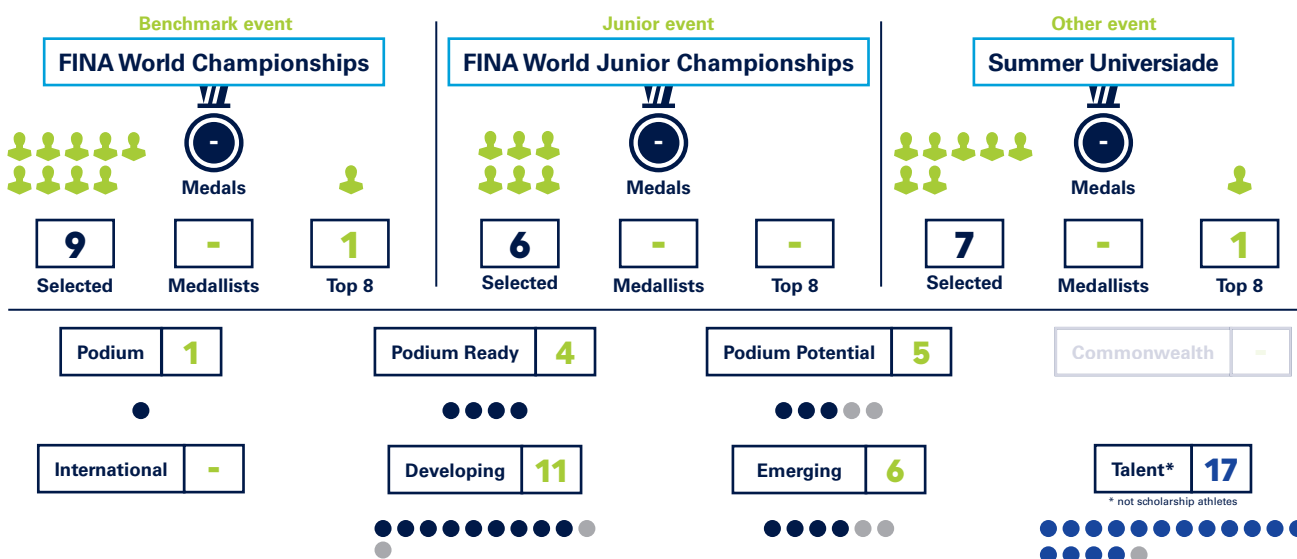 Benchmark event
FINA World Championships
-
Medals
9
Selected
-
Medallists
1
Top 8
Junior event
FINA World Junior Championships
-
Medals
6
Selected
-
Medallists
-
Top 8
Other event
Summer Universiade
-
Medals
7
Selected
-
Medallists
1
Top 8
Podium 1
Podium Ready 4
Podium Potential 5
Commonwealth -
International -
Developing 11
Emerging 6
Talent* 17
* not scholarship athletes